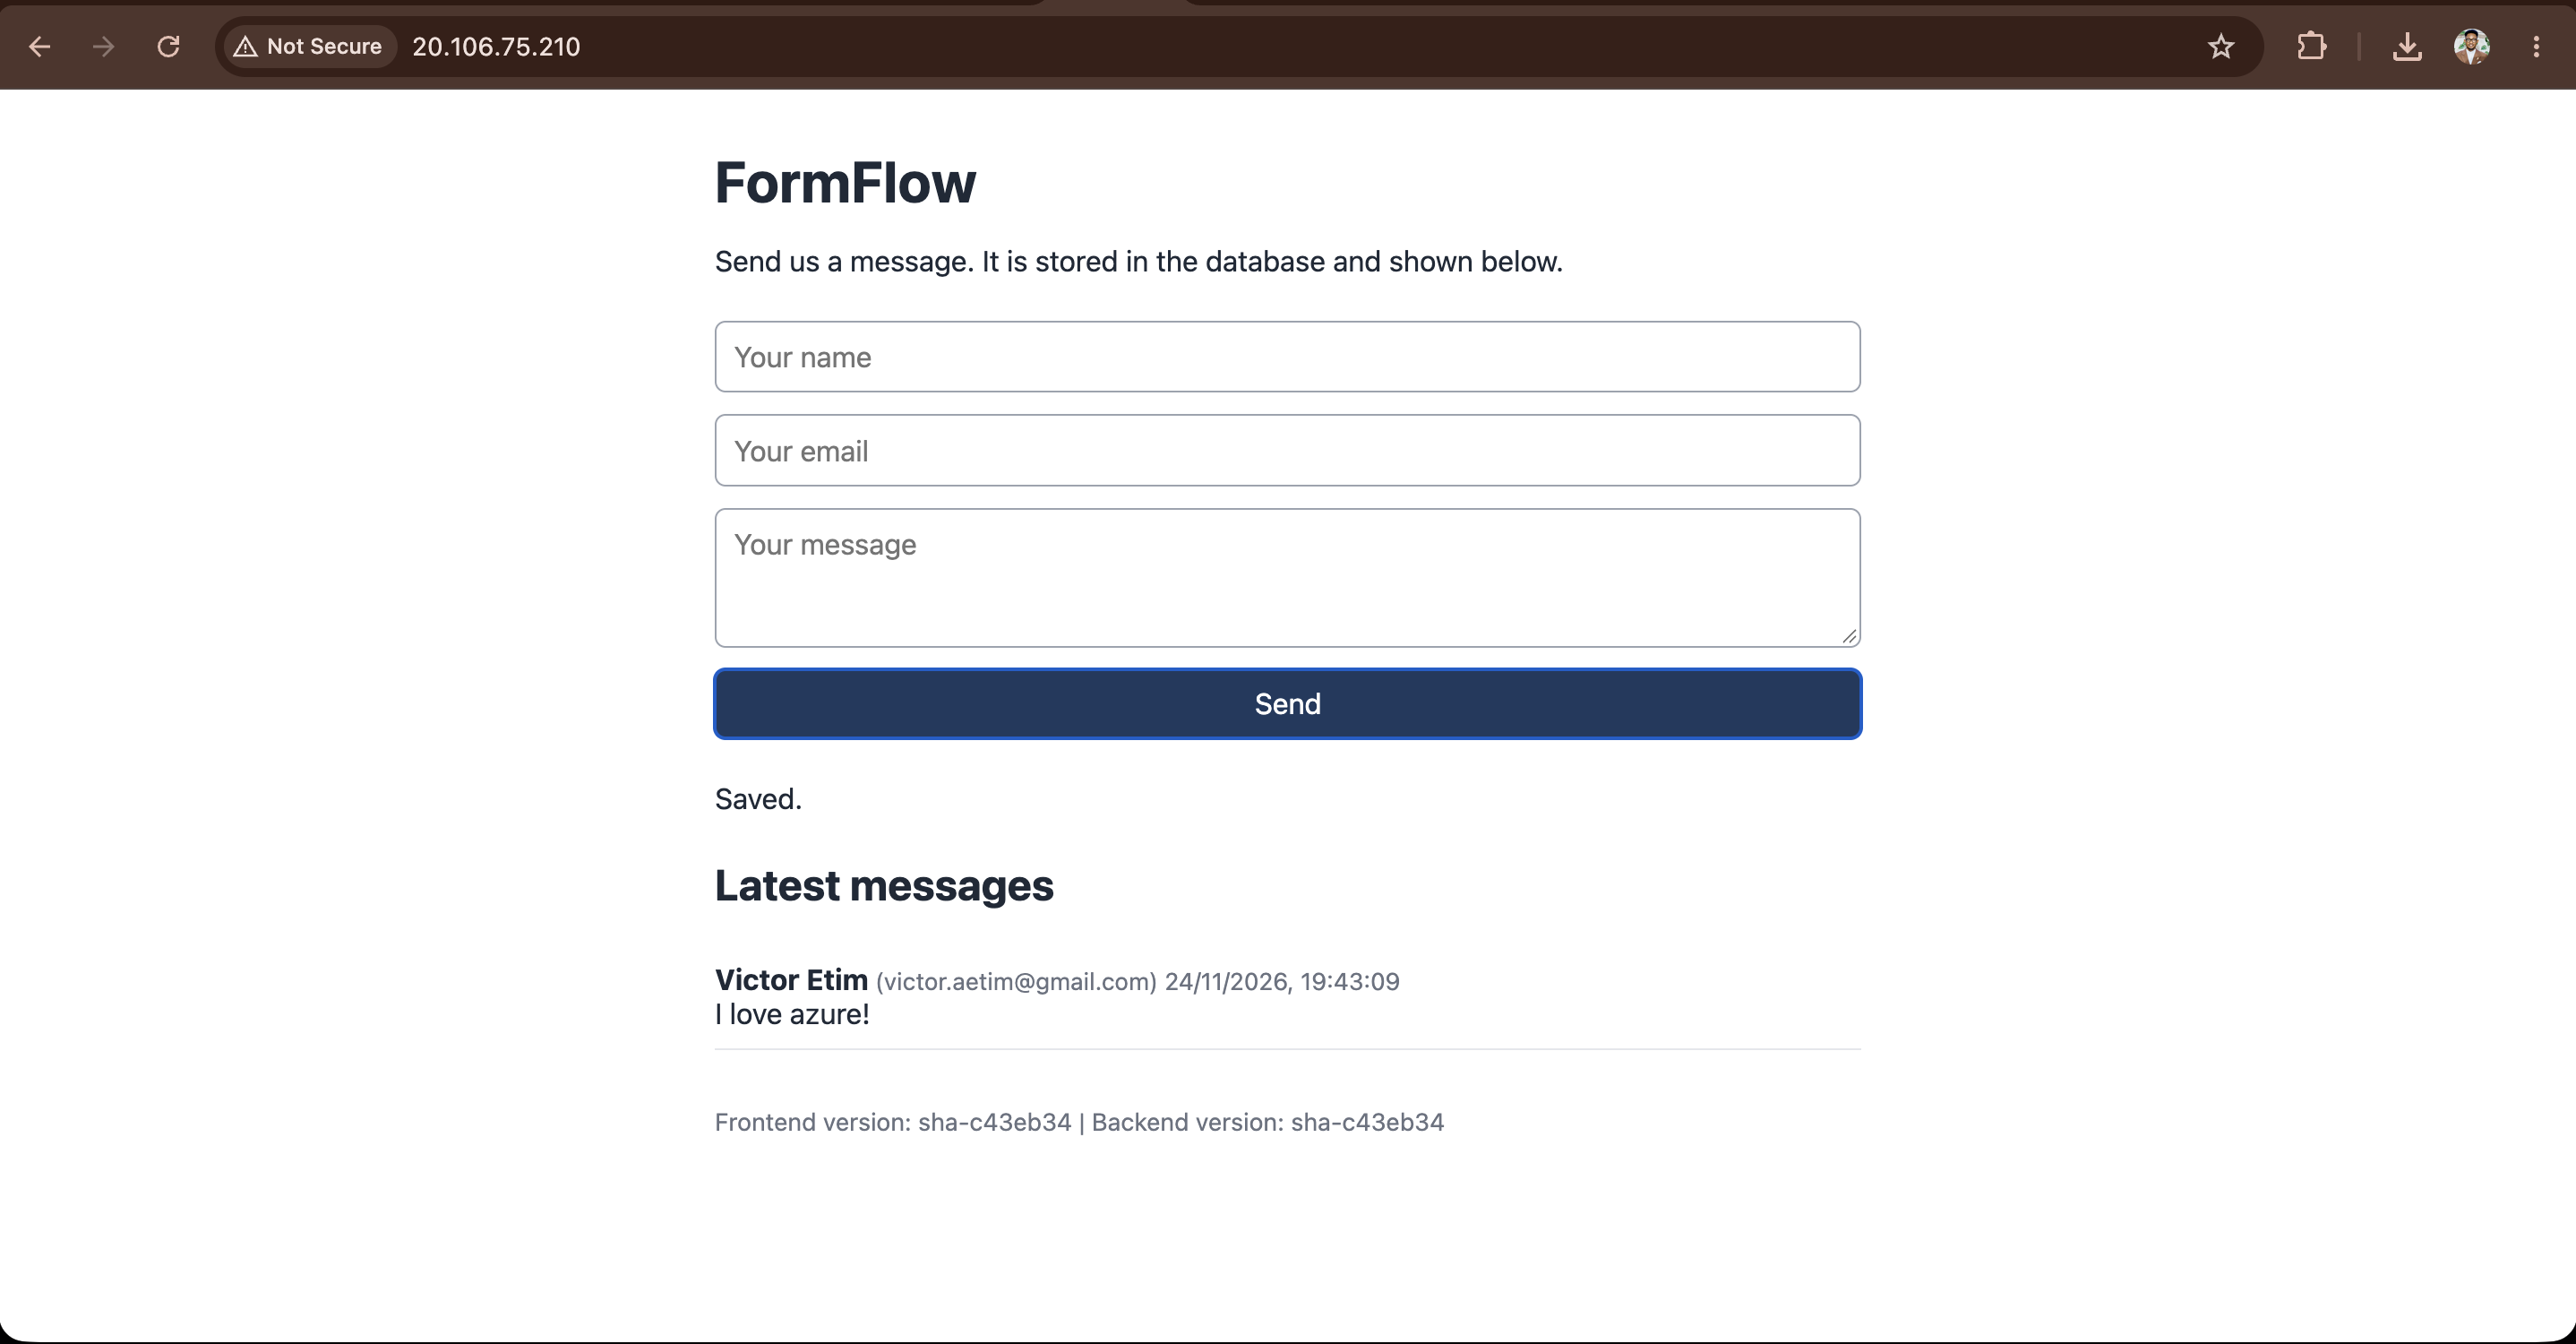 Not Secure 20.106.75.210
FormFlow
Send us a message. It is stored in the database and shown below.
Your name
Your email
Your message
Send
Saved.
Latest messages
Victor Etim (victor.aetim@gmail.com) 24/11/2026, 19:43:09
I love azure!
Frontend version: sha-c43eb34 | Backend version: sha-c43eb34